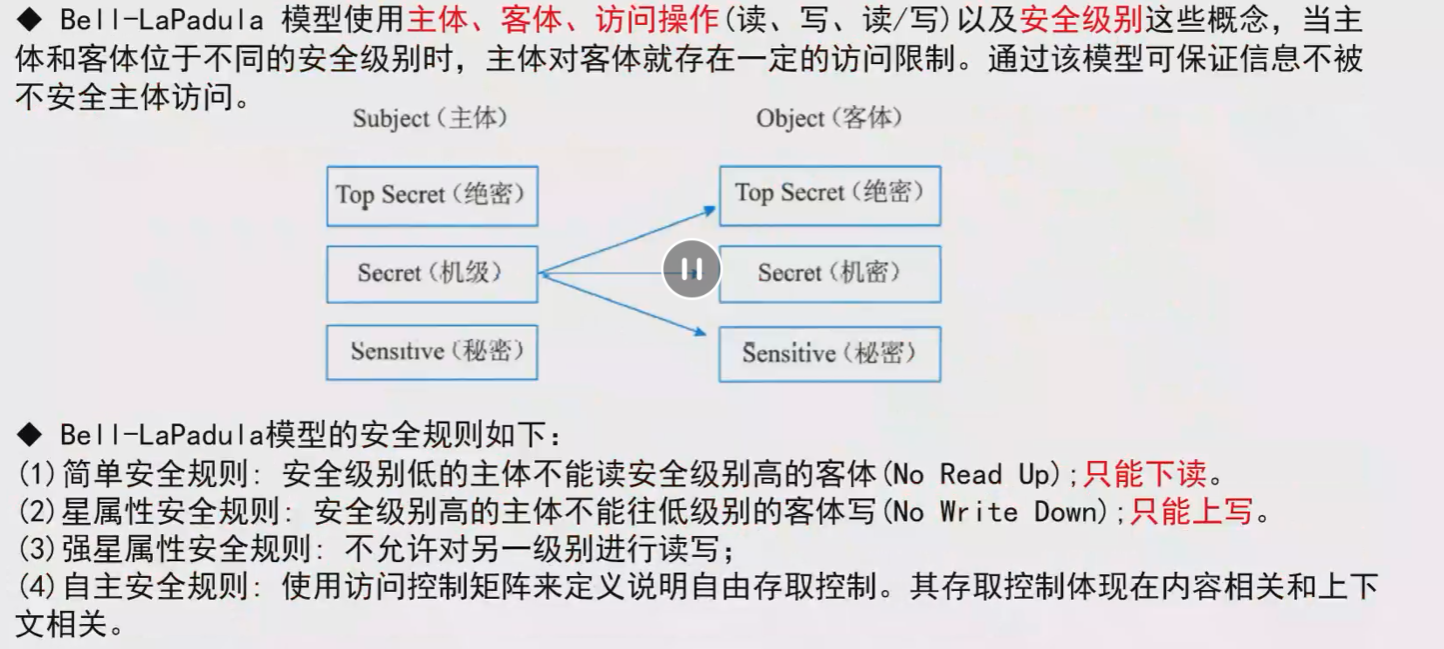 ◆ Bell-LaPadula 模型使用主体、客体、访问操作(读、写、读/写)以及安全级别这些概念，当主
体和客体位于不同的安全级别时，主体对客体就存在一定的访问限制。通过该模型可保证信息不被
不安全主体访问。
Subject（主体） Object（客体）
Top Secret（绝密） Top Secret（绝密）
Secret（机级） Secret（机密）
Sensitive（秘密） Sensitive（秘密）
◆ Bell-LaPadula模型的安全规则如下：
(1)简单安全规则：安全级别低的主体不能读安全级别高的客体(No Read Up);只能下读。
(2)星属性安全规则：安全级别高的主体不能往低级别的客体写(No Write Down);只能上写。
(3)强星属性安全规则：不允许对另一级别进行读写；
(4)自主安全规则：使用访问控制矩阵来定义说明自由存取控制。其存取控制体现在内容相关和上下
文相关。